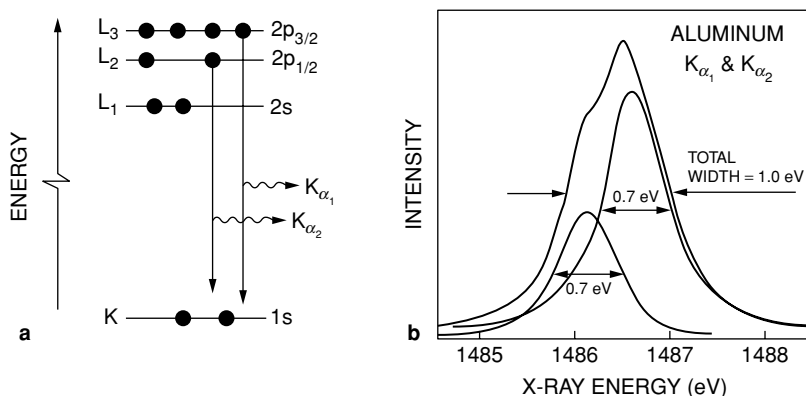 ENERGY
L₃
2p₃/₂
L₂
2p₁/₂
L₁
2s
Kα₁
Kα₂
K
1s
a
INTENSITY
ALUMINUM
Kα₁ & Kα₂
TOTAL
WIDTH = 1.0 eV
0.7 eV
0.7 eV
b
1485 1486 1487 1488
X-RAY ENERGY (eV)